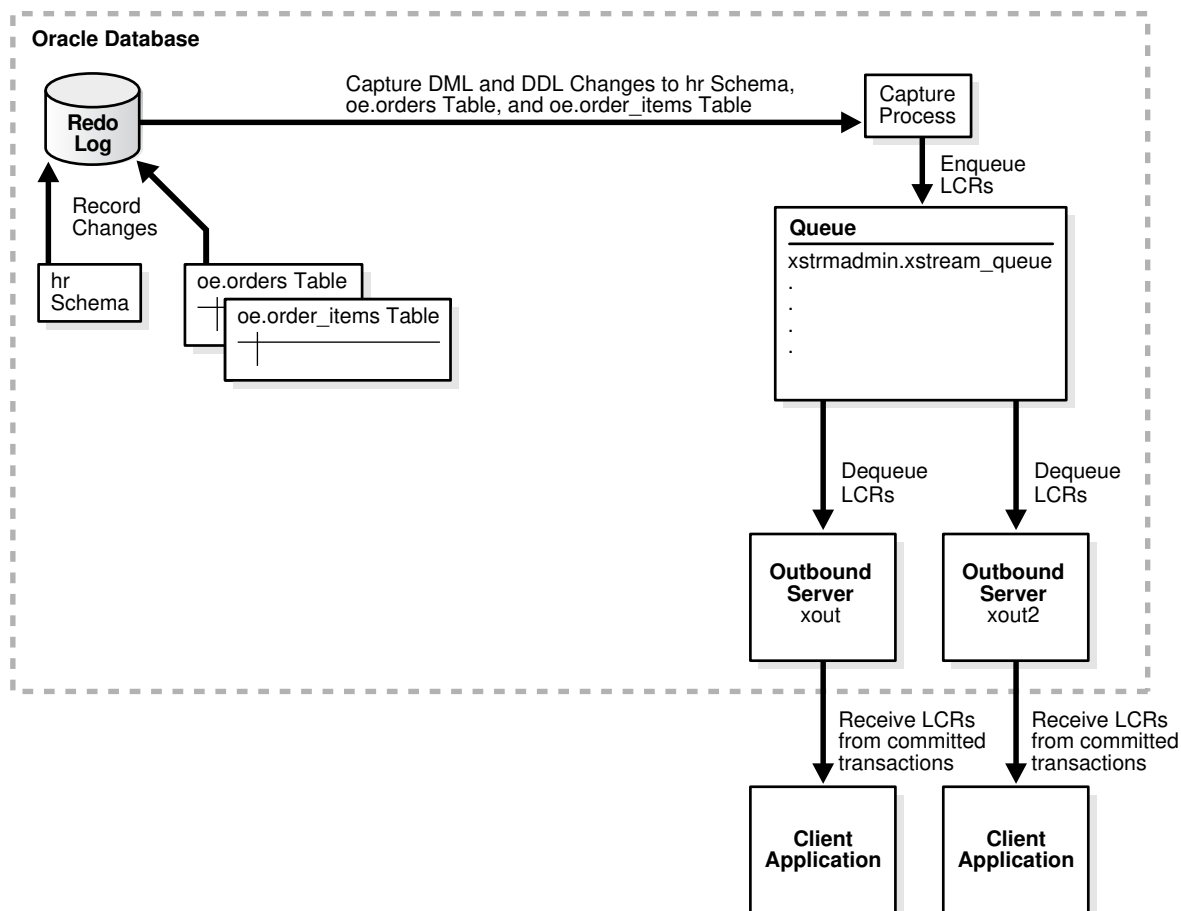 Oracle Database
Capture DML and DDL Changes to hr Schema,
oe.orders Table, and oe.order_items Table
Capture
Process
Redo
Log
Enqueue
LCRs
Record
Changes
Queue
xstrmadmin.xstream_queue
.
.
.
.
hr
Schema
oe.orders Table
oe.order_items Table
Dequeue
LCRs
Dequeue
LCRs
Outbound
Server
xout
Outbound
Server
xout2
Receive LCRs
from committed
transactions
Receive LCRs
from committed
transactions
Client
Application
Client
Application